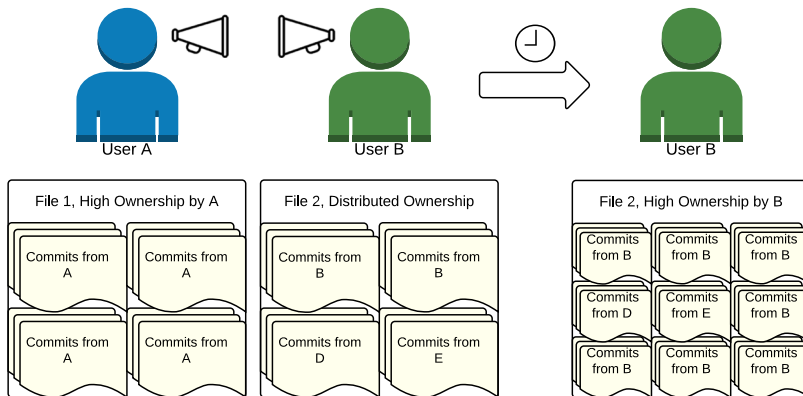 User A
User B
User B
File 1, High Ownership by A
Commits from
A
Commits from
A
Commits from
A
Commits from
A
File 2, Distributed Ownership
Commits from
B
Commits from
B
Commits from
D
Commits from
E
File 2, High Ownership by B
Commits
from B
Commits
from B
Commits
from B
Commits
from D
Commits
from E
Commits
from B
Commits
from B
Commits
from B
Commits
from B